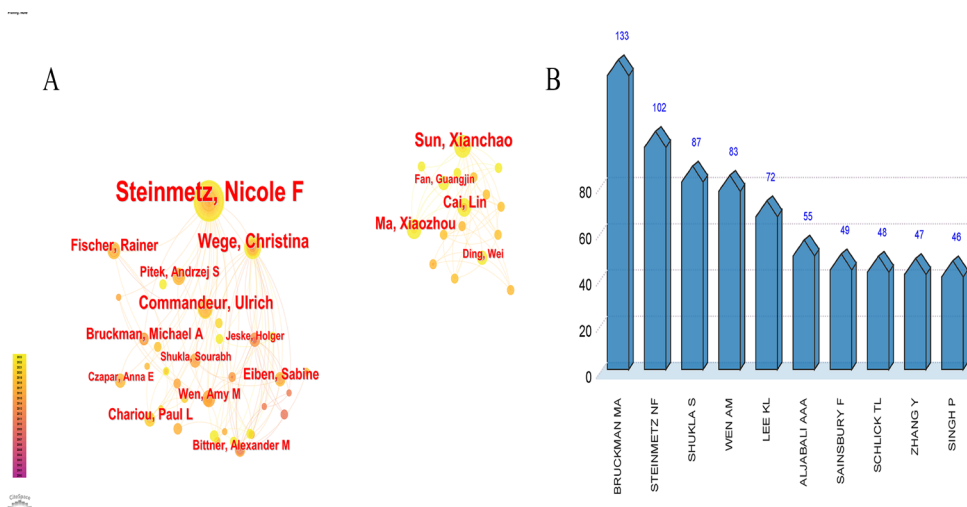 A
Steinmetz, Nicole F
Fischer, Rainer
Wege, Christina
Pitek, Andrzej S
Commandeur, Ulrich
Bruckman, Michael A
Jeske, Holger
Shukla, Sourabh
Czapar, Anna E
Eiben, Sabine
Wen, Amy M
Chariou, Paul L
Bittner, Alexander M
Sun, Xianchao
Fan, Guangjin
Cai, Lin
Ma, Xiaozhou
Ding, Wei
CiteSpace
B
133
102
87
83
72
55
49
48
47
46
80
60
40
20
0
BRUCKMAN MA
STEINMETZ NF
SHUKLA S
WEN AM
LEE KL
ALJABALI AAA
SAINSBURY F
SCHLICK TL
ZHANG Y
SINGH P